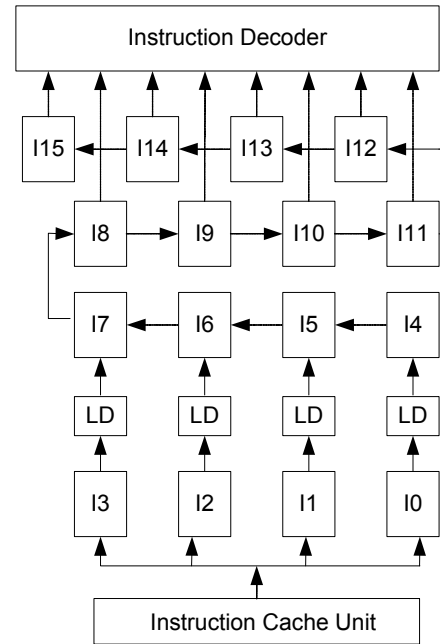 Instruction Decoder
I15 I14 I13 I12
I8 I9 I10 I11
I7 I6 I5 I4
LD LD LD LD
I3 I2 I1 I0
Instruction Cache Unit